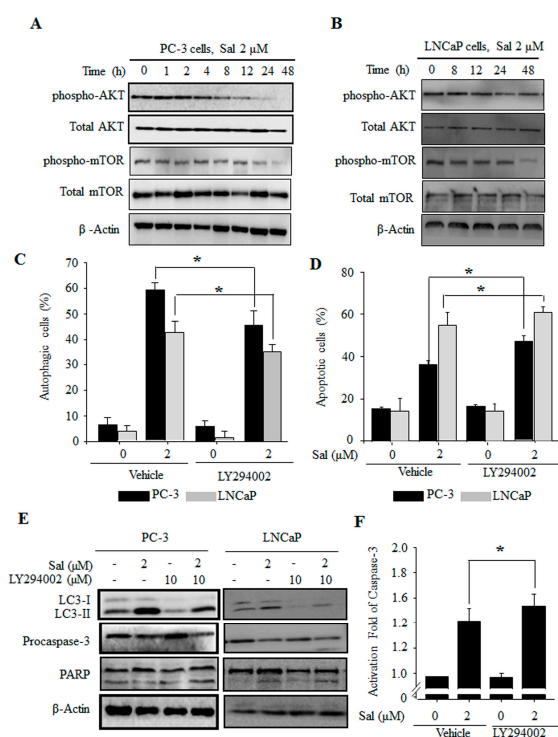 A
PC-3 cells, Sal 2 µM
Time (h) 0 1 2 4 8 12 24 48
phospho-AKT
Total AKT
phospho-mTOR
Total mTOR
β -Actin
B
LNCaP cells, Sal 2 µM
Time (h) 0 8 12 24 48
phospho-AKT
Total AKT
phospho-mTOR
Total mTOR
β-Actin
C
Autophagic cells (%)
70
60
50
40
30
20
10
0
* *
0 2 0 2
Vehicle LY294002
PC-3 LNCaP
D
Apoptotic cells (%)
80
60
40
20
0
* *
Sal (µM) 0 2 0 2
Vehicle LY294002
PC-3 LNCaP
E
PC-3 LNCaP
- 2 - 2 - 2 - 2 Sal (µM)
LY294002 (µM) - - 10 10 - - 10 10
LC3-I
LC3-II
Procaspase-3
PARP
β-Actin
F
Activation Fold of Caspase-3
2.0
1.8
1.6
1.2
1.0
0
*
Sal (µM) 0 2 0 2
Vehicle LY294002